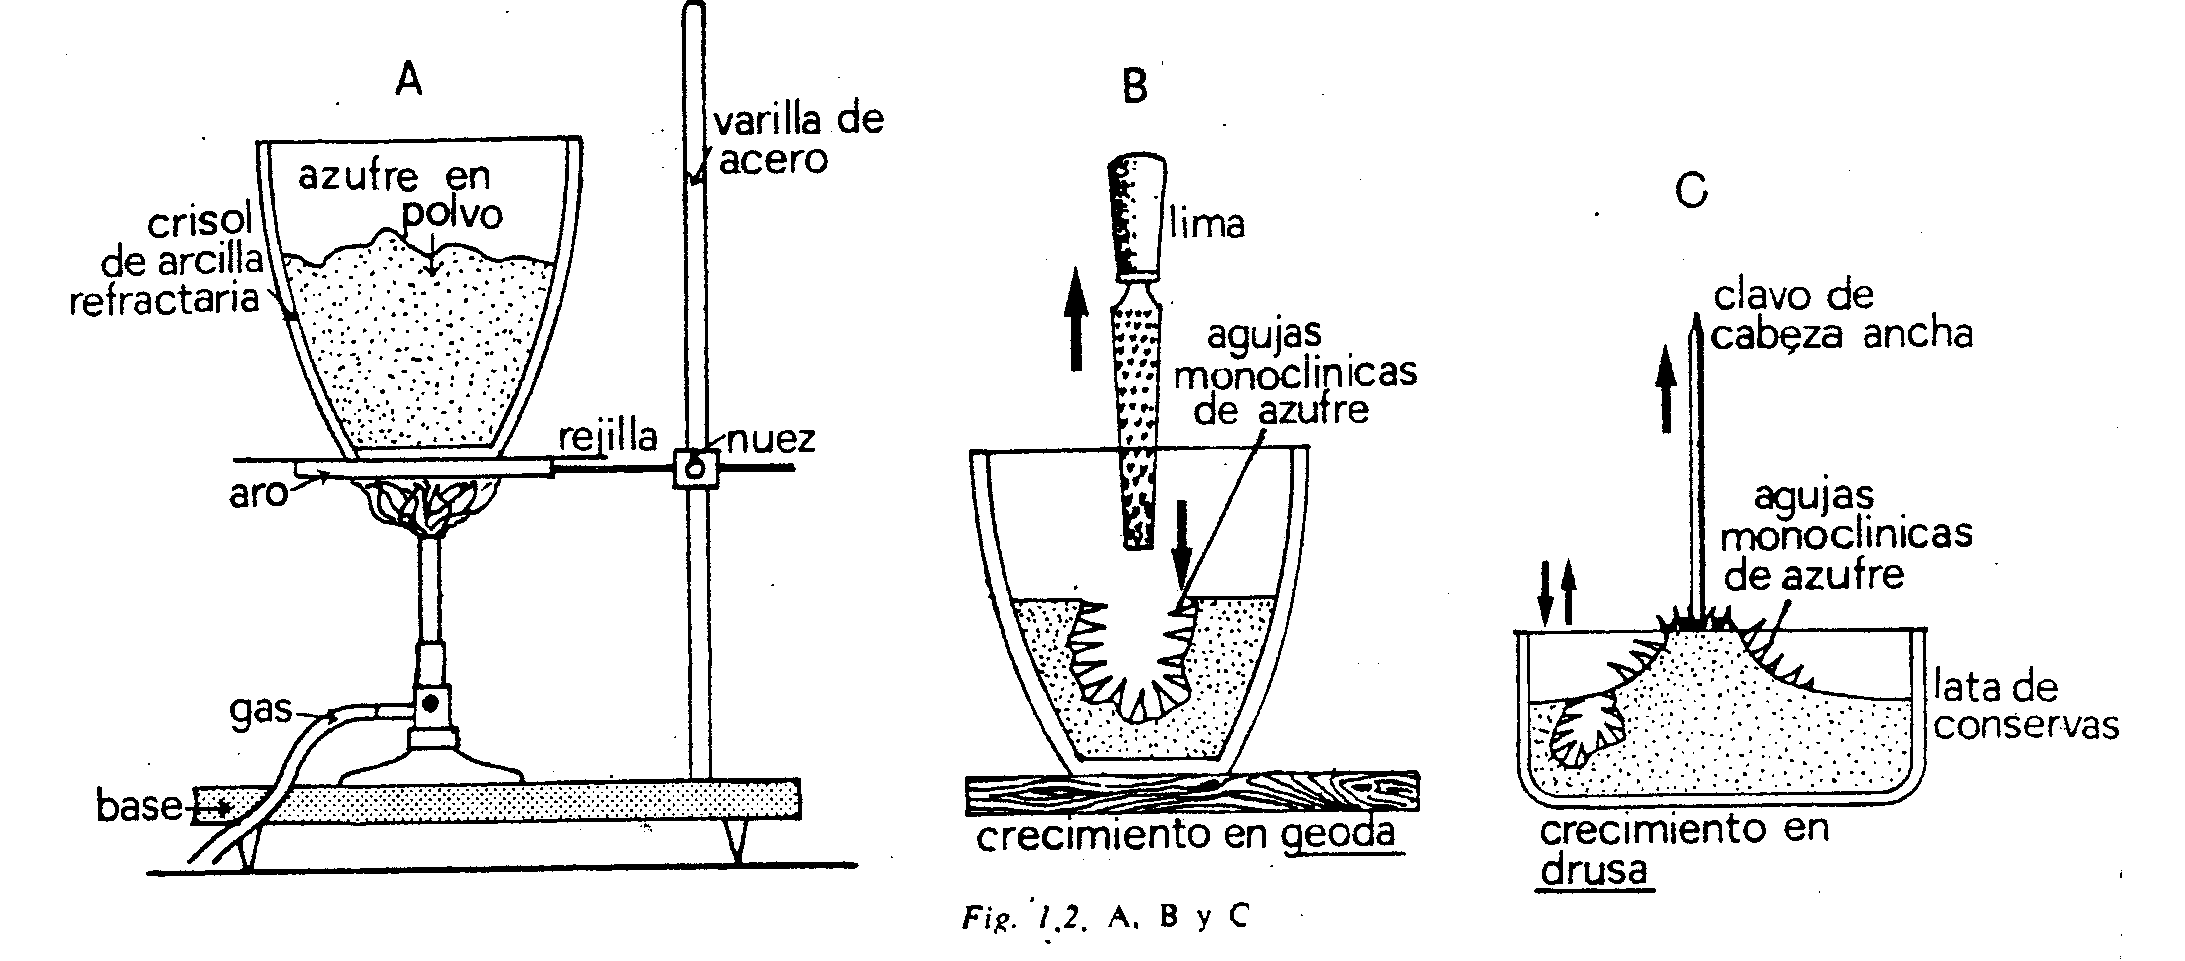 A
azufre en
polvo
crisol
de arcilla
refractaria
varilla de
acero
rejilla
nuez
aro
gas
base
B
lima
agujas
monoclinicas
de azufre
crecimiento en geoda
C
clavo de
cabeza ancha
agujas
monoclinicas
de azufre
lata de
conservas
crecimiento en
drusa
Fig. 1.2. A, B y C